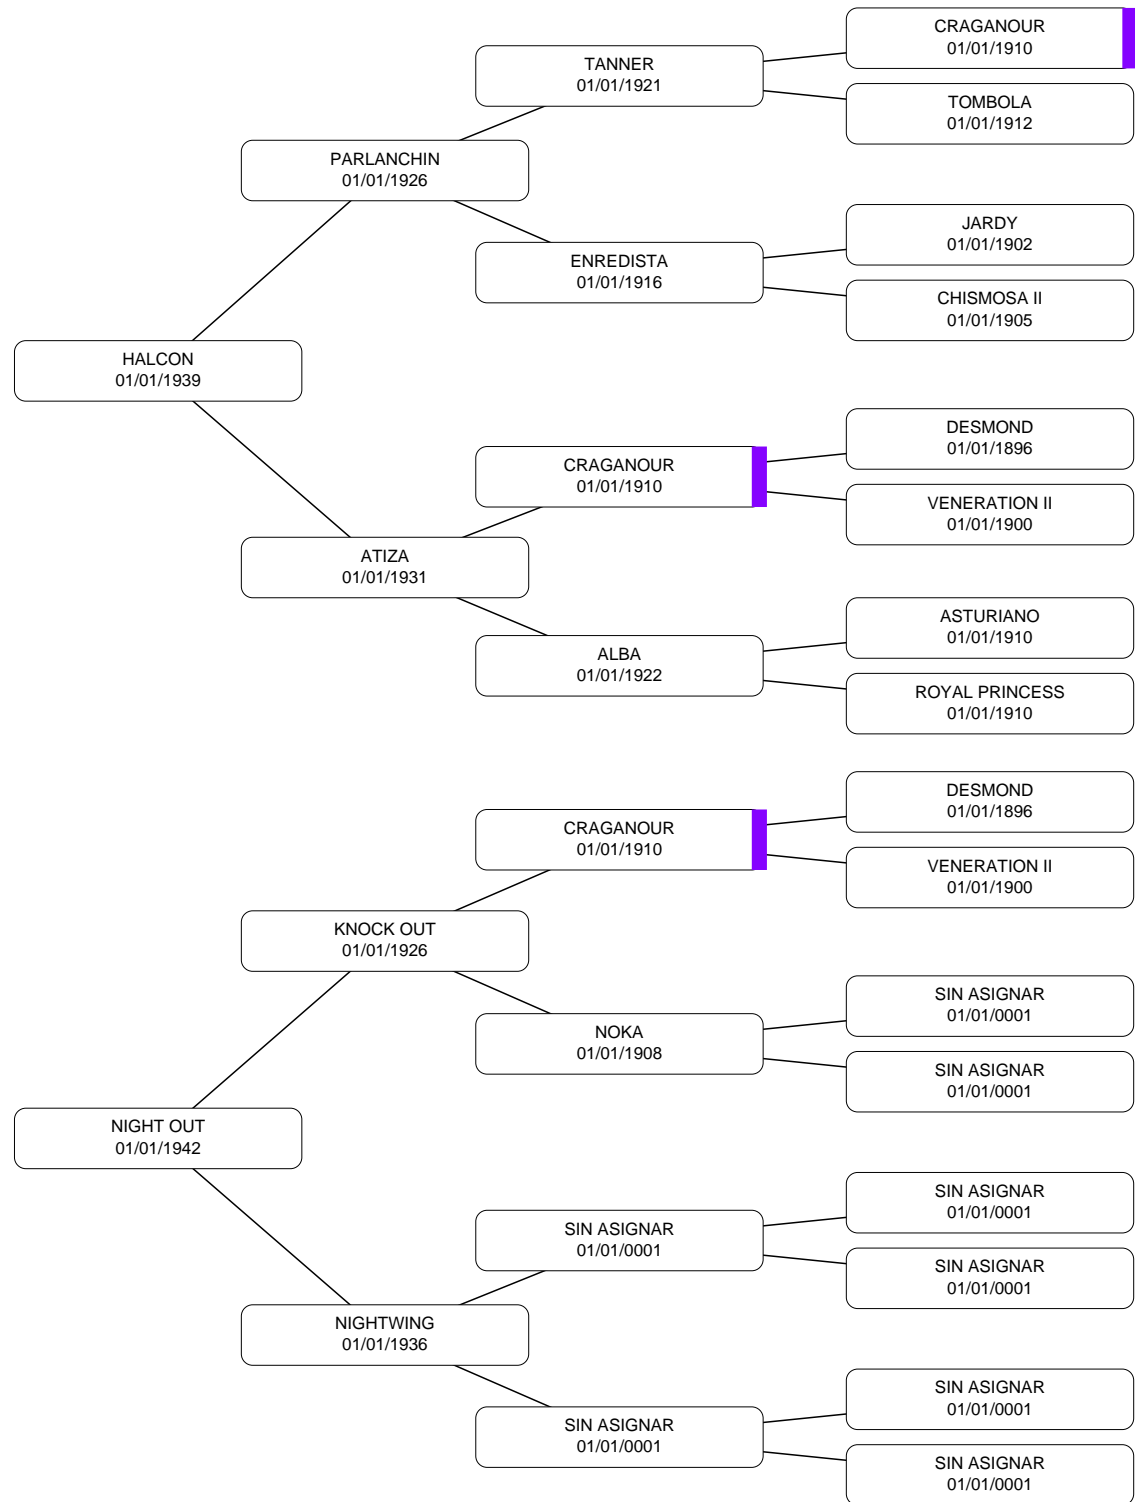 CRAGANOUR
01/01/1910
TANNER
01/01/1921
TOMBOLA
01/01/1912
PARLANCHIN
01/01/1926
JARDY
01/01/1902
ENREDISTA
01/01/1916
CHISMOSA II
01/01/1905
HALCON
01/01/1939
DESMOND
01/01/1896
CRAGANOUR
01/01/1910
VENERATION II
01/01/1900
ATIZA
01/01/1931
ASTURIANO
01/01/1910
ALBA
01/01/1922
ROYAL PRINCESS
01/01/1910
DESMOND
01/01/1896
CRAGANOUR
01/01/1910
VENERATION II
01/01/1900
KNOCK OUT
01/01/1926
SIN ASIGNAR
01/01/0001
NOKA
01/01/1908
SIN ASIGNAR
01/01/0001
NIGHT OUT
01/01/1942
SIN ASIGNAR
01/01/0001
SIN ASIGNAR
01/01/0001
SIN ASIGNAR
01/01/0001
NIGHTWING
01/01/1936
SIN ASIGNAR
01/01/0001
SIN ASIGNAR
01/01/0001
SIN ASIGNAR
01/01/0001